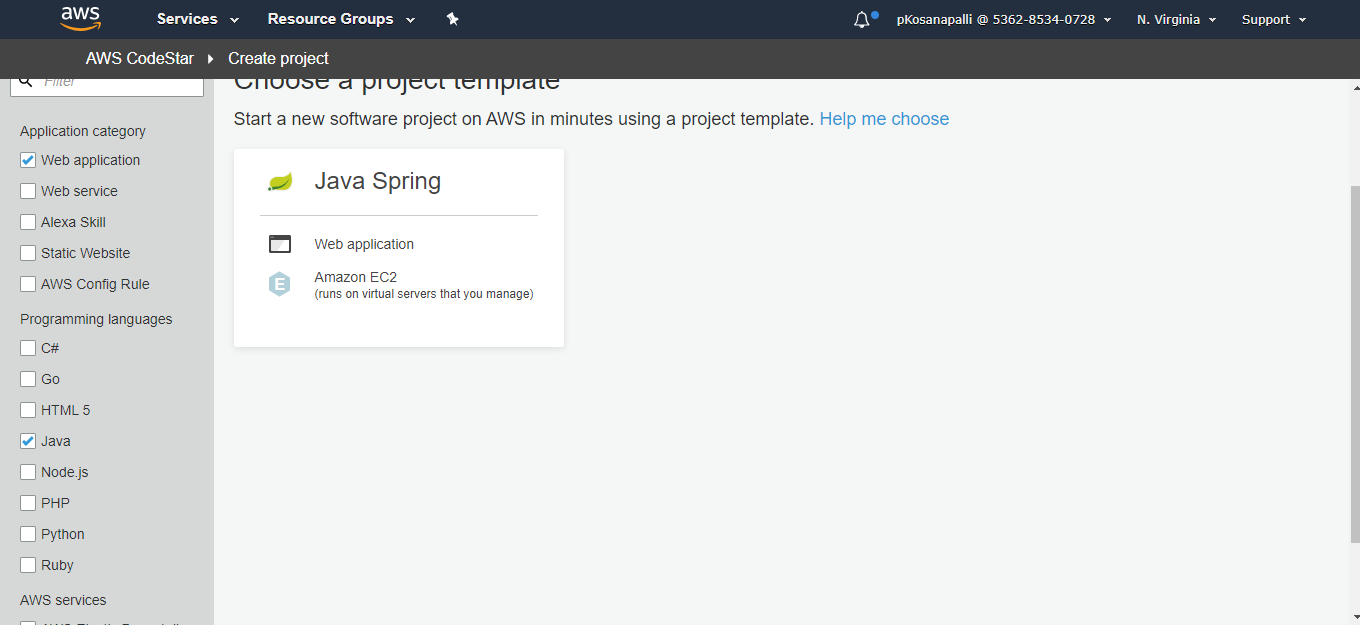 aws
Services
Resource Groups
pKosanapalli @ 5362-8534-0728
N. Virginia
Support
AWS CodeStar
Create project
Filter
Application category
Web application
Web service
Alexa Skill
Static Website
AWS Config Rule
Programming languages
C#
Go
HTML 5
Java
Node.js
PHP
Python
Ruby
AWS services
Choose a project template
Start a new software project on AWS in minutes using a project template. Help me choose
Java Spring
Web application
E
Amazon EC2
(runs on virtual servers that you manage)